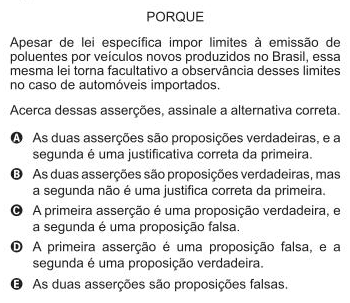 PORQUE
Apesar de lei específica impor limites à emissão de
poluentes por veículos novos produzidos no Brasil, essa
mesma lei torna facultativo a observância desses limites
no caso de automóveis importados.
Acerca dessas asserções, assinale a alternativa correta.
A As duas asserções são proposições verdadeiras, e a
segunda é uma justificativa correta da primeira.
B As duas asserções são proposições verdadeiras, mas
a segunda não é uma justifica correta da primeira.
C A primeira asserção é uma proposição verdadeira, e
a segunda é uma proposição falsa.
D A primeira asserção é uma proposição falsa, e a
segunda é uma proposição verdadeira.
E As duas asserções são proposições falsas.